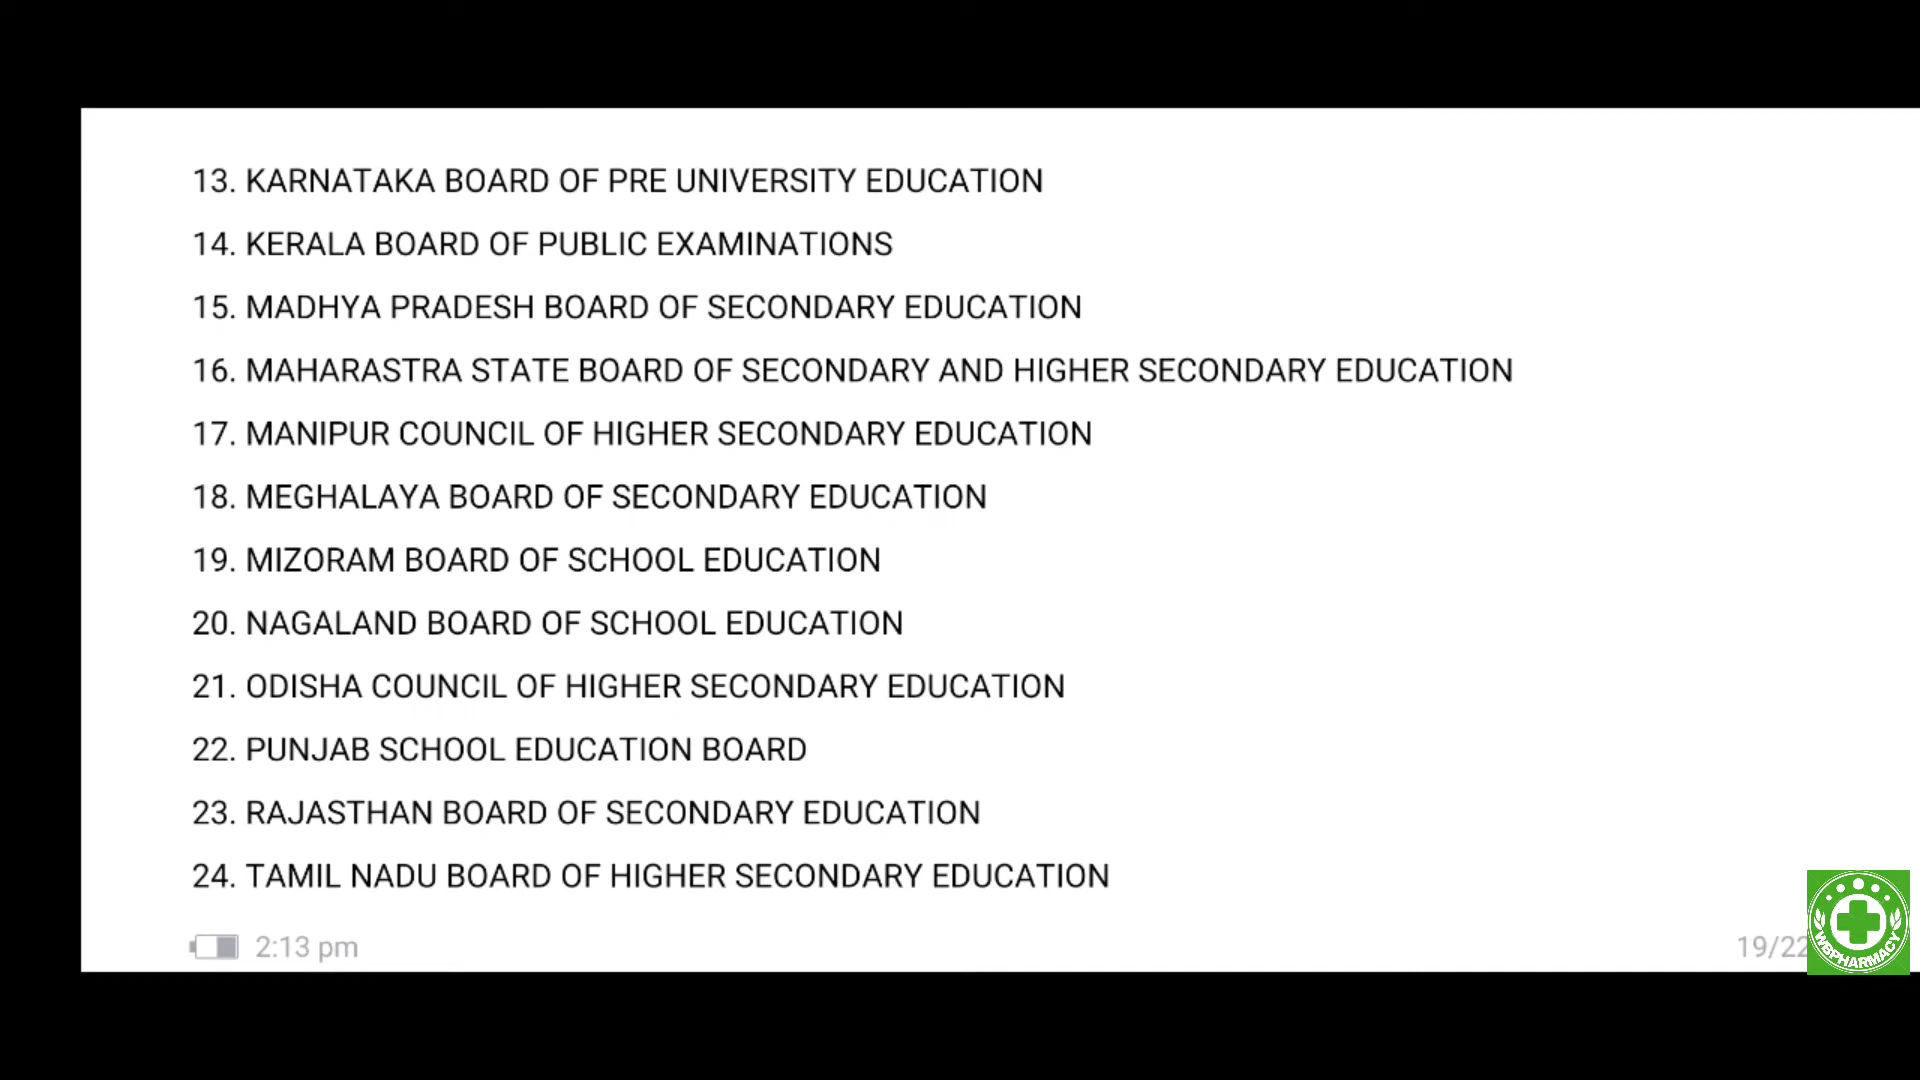 13. KARNATAKA BOARD OF PRE UNIVERSITY EDUCATION
14. KERALA BOARD OF PUBLIC EXAMINATIONS
15. MADHYA PRADESH BOARD OF SECONDARY EDUCATION
16. MAHARASTRA STATE BOARD OF SECONDARY AND HIGHER SECONDARY EDUCATION
17. MANIPUR COUNCIL OF HIGHER SECONDARY EDUCATION
18. MEGHALAYA BOARD OF SECONDARY EDUCATION
19. MIZORAM BOARD OF SCHOOL EDUCATION
20. NAGALAND BOARD OF SCHOOL EDUCATION
21. ODISHA COUNCIL OF HIGHER SECONDARY EDUCATION
22. PUNJAB SCHOOL EDUCATION BOARD
23. RAJASTHAN BOARD OF SECONDARY EDUCATION
24. TAMIL NADU BOARD OF HIGHER SECONDARY EDUCATION
2:13 pm
19/22
WBPHARMACY